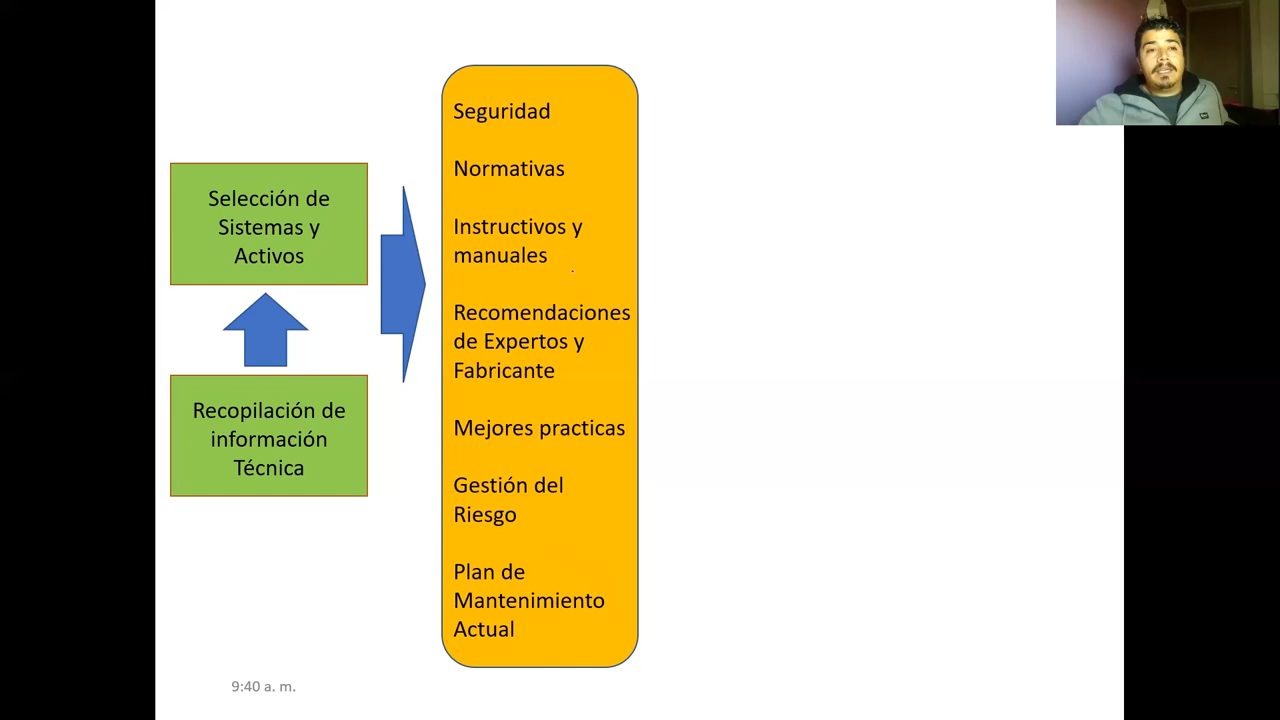 Selección de
Sistemas y
Activos
Recopilación de
información
Técnica
Seguridad
Normativas
Instructivos y
manuales
Recomendaciones
de Expertos y
Fabricante
Mejores practicas
Gestión del
Riesgo
Plan de
Mantenimiento
Actual
9:40 a. m.